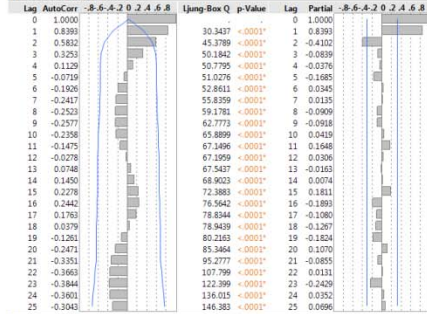 Lag AutoCorr -.8-.6-.4-.2 0 .2 .4 .6 .8 Ljung-Box Q p-Value Lag Partial -.8-.6-.4-.2 0 .2 .4 .6 .8
0 1.0000 . . 0 1.0000
1 0.8393 30.3437 <.0001* 1 0.8393
2 0.5832 45.3789 <.0001* 2 -0.4102
3 0.3253 50.1842 <.0001* 3 -0.0839
4 0.1129 50.7795 <.0001* 4 -0.0376
5 -0.0719 51.0276 <.0001* 5 -0.1685
6 -0.1926 52.8611 <.0001* 6 0.0345
7 -0.2417 55.8359 <.0001* 7 0.0135
8 -0.2523 59.1781 <.0001* 8 -0.0909
9 -0.2577 62.7773 <.0001* 9 -0.0918
10 -0.2358 65.8899 <.0001* 10 0.0419
11 -0.1475 67.1496 <.0001* 11 0.1648
12 -0.0278 67.1959 <.0001* 12 0.0306
13 0.0748 67.5437 <.0001* 13 -0.0163
14 0.1450 68.9023 <.0001* 14 0.0074
15 0.2278 72.3883 <.0001* 15 0.1811
16 0.2442 76.5642 <.0001* 16 -0.1893
17 0.1763 78.8344 <.0001* 17 -0.1080
18 0.0379 78.9439 <.0001* 18 -0.1267
19 -0.1261 80.2163 <.0001* 19 -0.1824
20 -0.2471 85.3464 <.0001* 20 0.1070
21 -0.3351 95.2777 <.0001* 21 -0.0855
22 -0.3663 107.799 <.0001* 22 0.0131
23 -0.3844 122.399 <.0001* 23 -0.2429
24 -0.3601 136.015 <.0001* 24 0.0352
25 -0.3043 146.383 <.0001* 25 0.0696